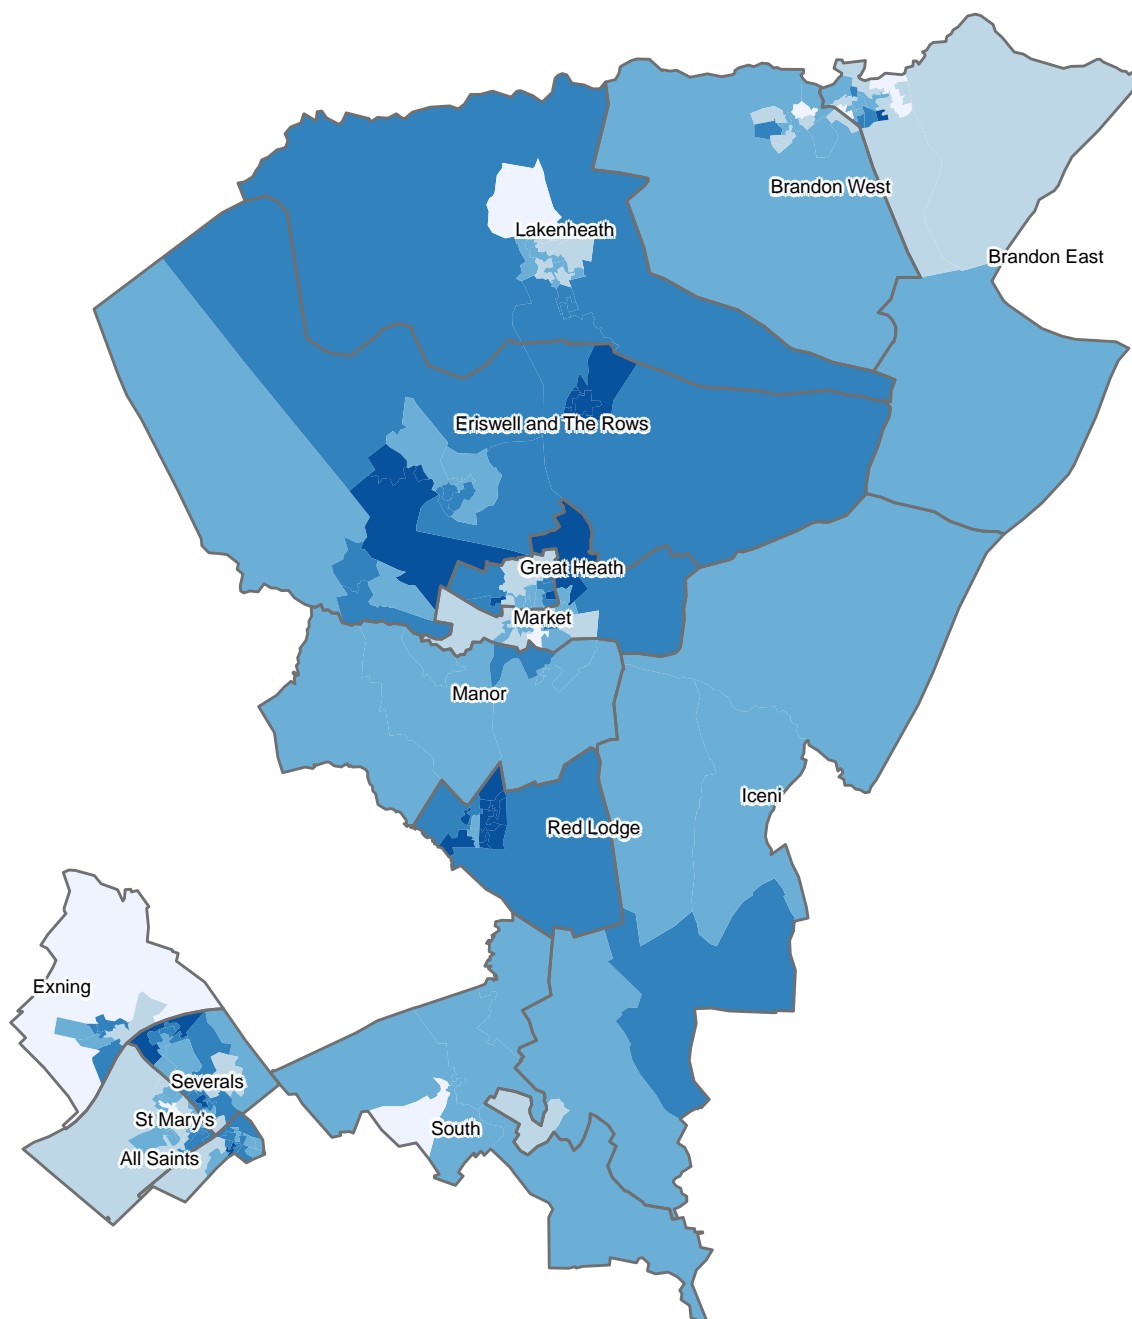 Brandon West
Lakenheath
Brandon East
Eriswell and The Rows
Great Heath
Market
Manor
Iceni
Red Lodge
Exning
Severals
St Mary's
South
All Saints